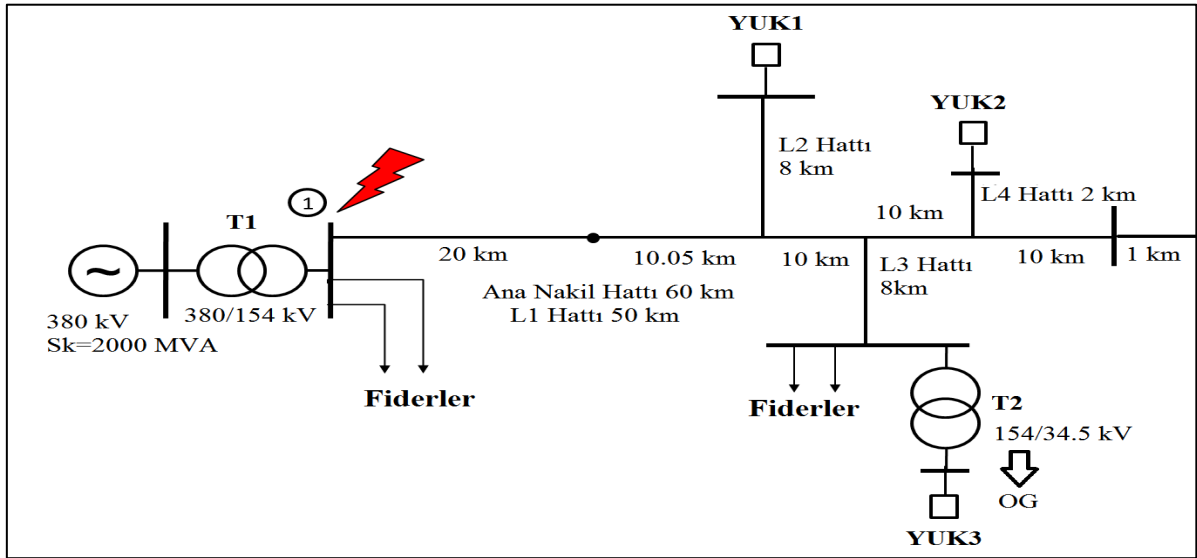 YUK1
YUK2
L2 Hattı
8 km
L4 Hattı 2 km
1
T1
10 km
20 km
10.05 km
10 km
L3 Hattı
8km
10 km
1 km
Ana Nakil Hattı 60 km
L1 Hattı 50 km
380/154 kV
380 kV
Sk=2000 MVA
Fiderler
Fiderler
T2
154/34.5 kV
OG
YUK3